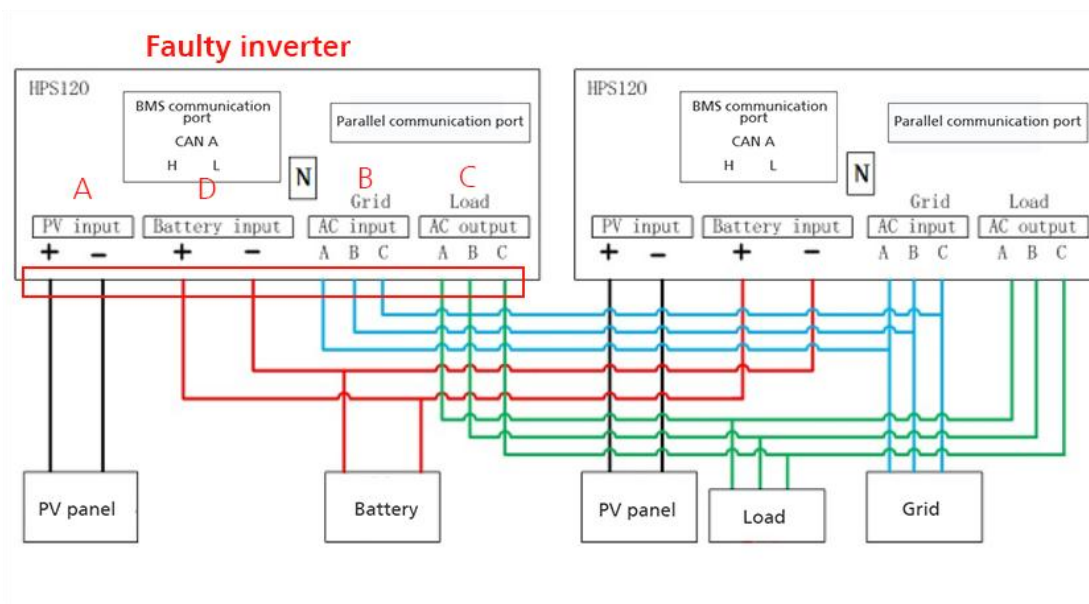 Faulty inverter
HPS120
BMS communication
port
CAN A
H L
Parallel communication port
N
A D B C
Grid Load
PV input Battery input AC input AC output
+ − + − A B C A B C
HPS120
BMS communication
port
CAN A
H L
Parallel communication port
N
Grid Load
PV input Battery input AC input AC output
+ − + − A B C A B C
PV panel
Battery
PV panel
Load
Grid